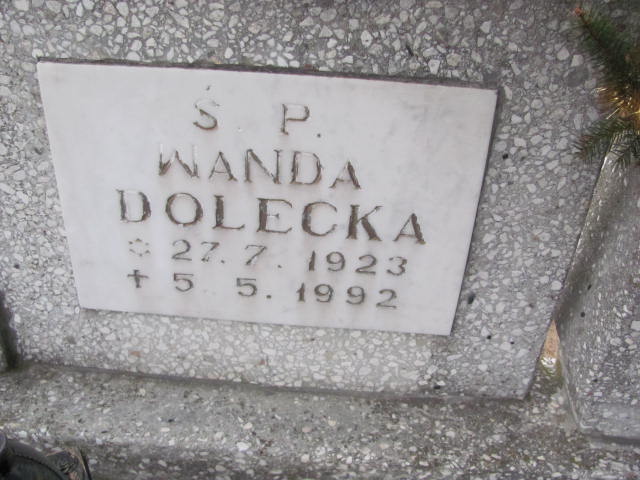 Ś P.
WANDA
DOLECKA
* 27. 7. 1923
✝ 5 5. 1992